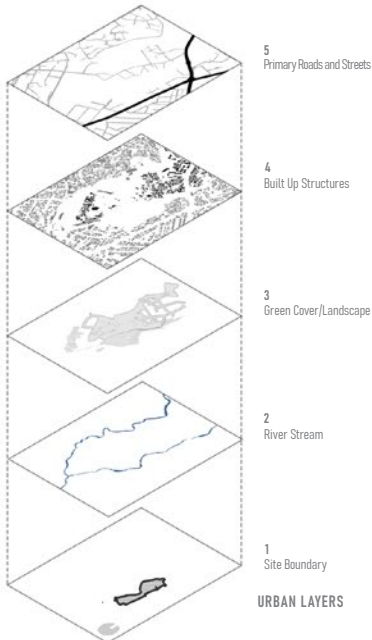 5
Primary Roads and Streets
4
Built Up Structures
3
Green Cover/Landscape
2
River Stream
1
Site Boundary
URBAN LAYERS